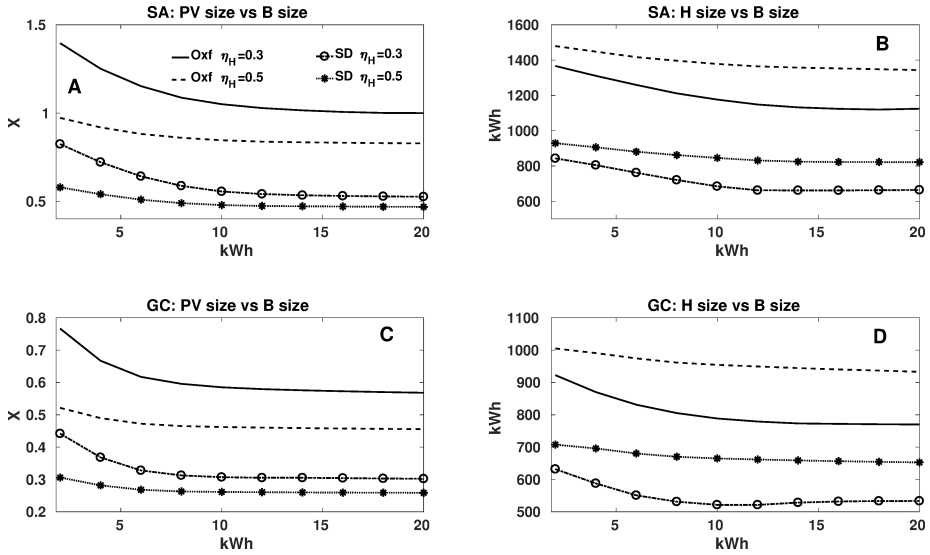 SA: PV size vs B size
1.5
1
0.5
X
A
Oxf η_H=0.3
Oxf η_H=0.5
SD η_H=0.3
SD η_H=0.5
5 10 15 20
kWh
SA: H size vs B size
1600
1400
1200
1000
800
600
kWh
B
5 10 15 20
kWh
GC: PV size vs B size
0.8
0.7
0.6
0.5
0.4
0.3
0.2
X
C
5 10 15 20
kWh
GC: H size vs B size
1100
1000
900
800
700
600
500
kWh
D
5 10 15 20
kWh